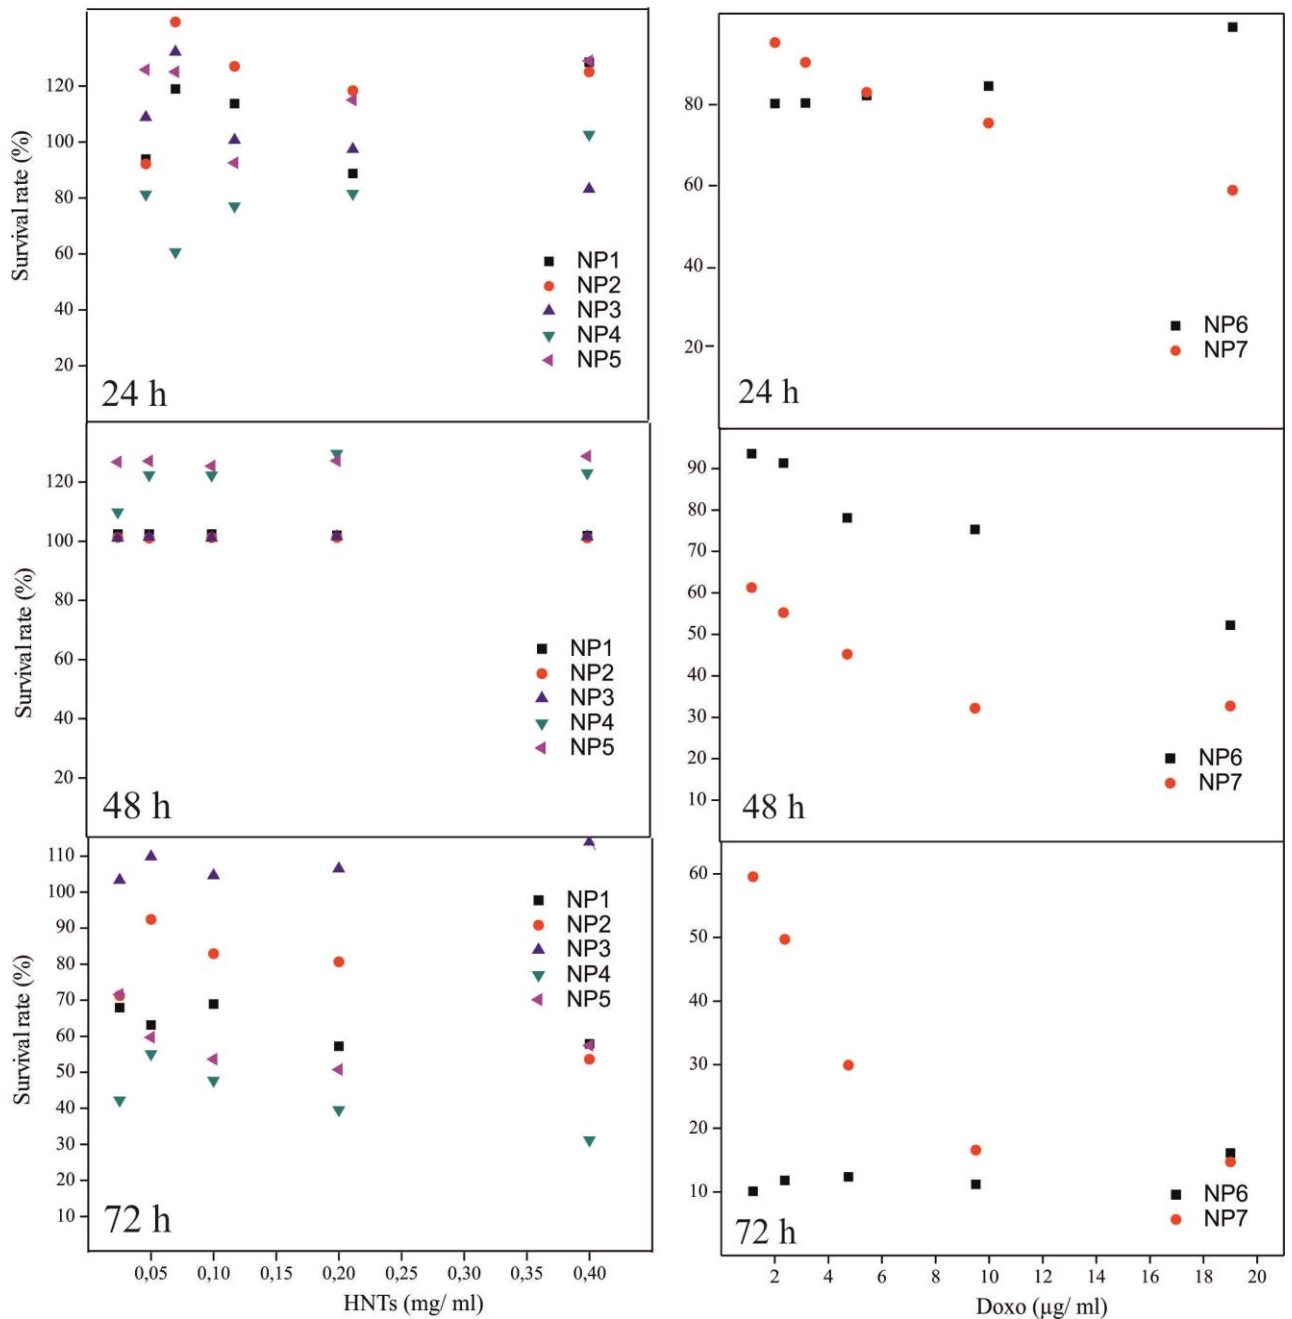 Survival rate (%)
120
100
80
60
40
20
NP1
NP2
NP3
NP4
NP5
24 h
80
60
40
20
NP6
NP7
24 h
Survival rate (%)
120
100
80
60
40
20
NP1
NP2
NP3
NP4
NP5
48 h
90
80
70
60
50
40
30
20
10
NP6
NP7
48 h
Survival rate (%)
110
100
90
80
70
60
50
40
30
20
10
NP1
NP2
NP3
NP4
NP5
72 h
0,05 0,10 0,15 0,20 0,25 0,30 0,35 0,40
HNTs (mg/ ml)
60
50
40
30
20
10
NP6
NP7
72 h
2 4 6 8 10 12 14 16 18 20
Doxo (µg/ ml)